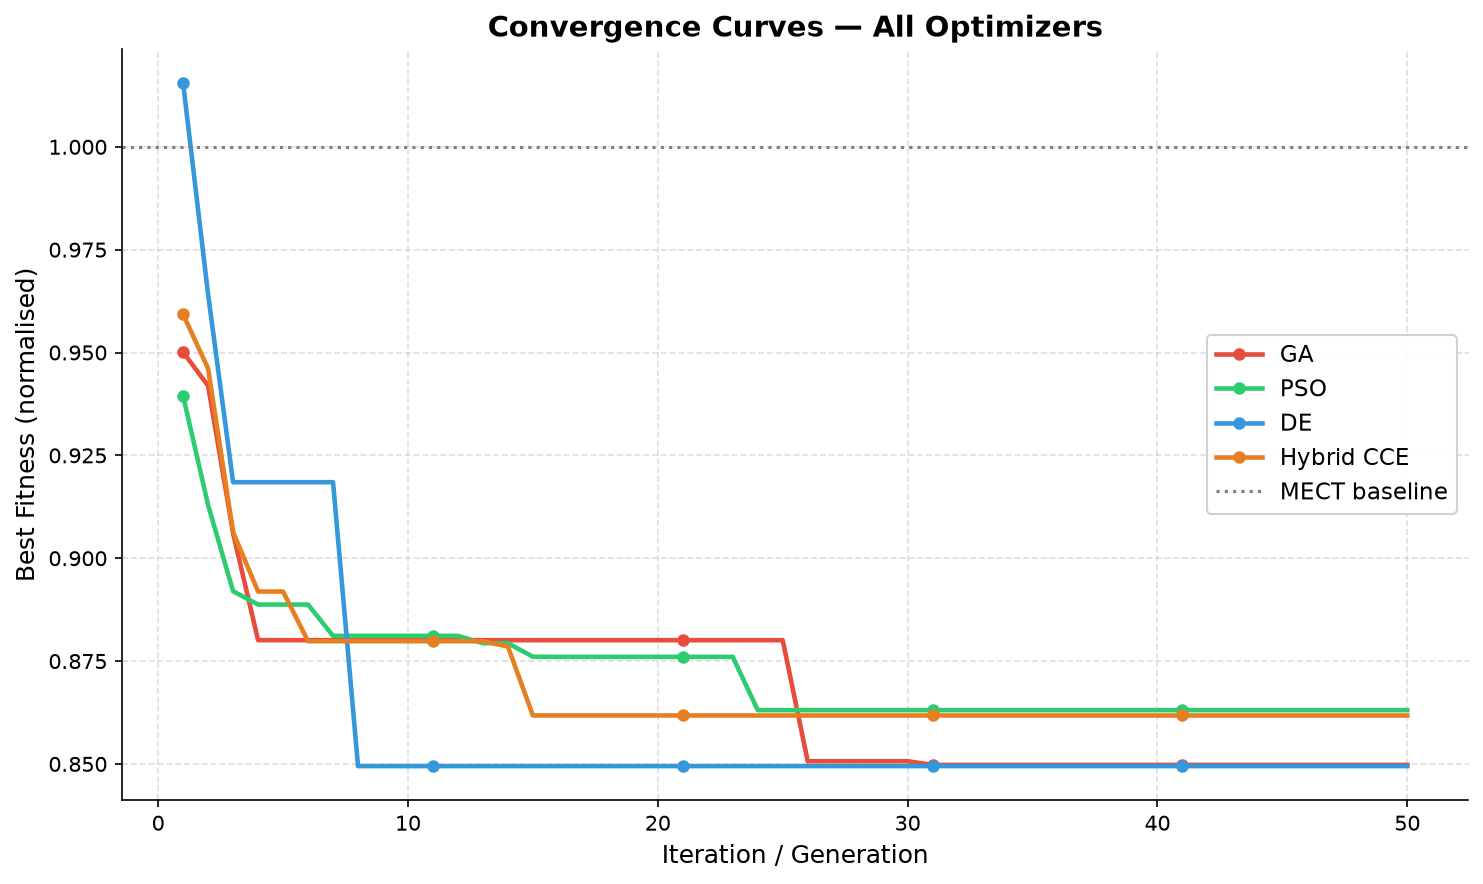 Convergence Curves — All Optimizers
Best Fitness (normalised)
1.000
0.975
0.950
0.925
0.900
0.875
0.850
GA
PSO
DE
Hybrid CCE
MECT baseline
0
10
20
30
40
50
Iteration / Generation